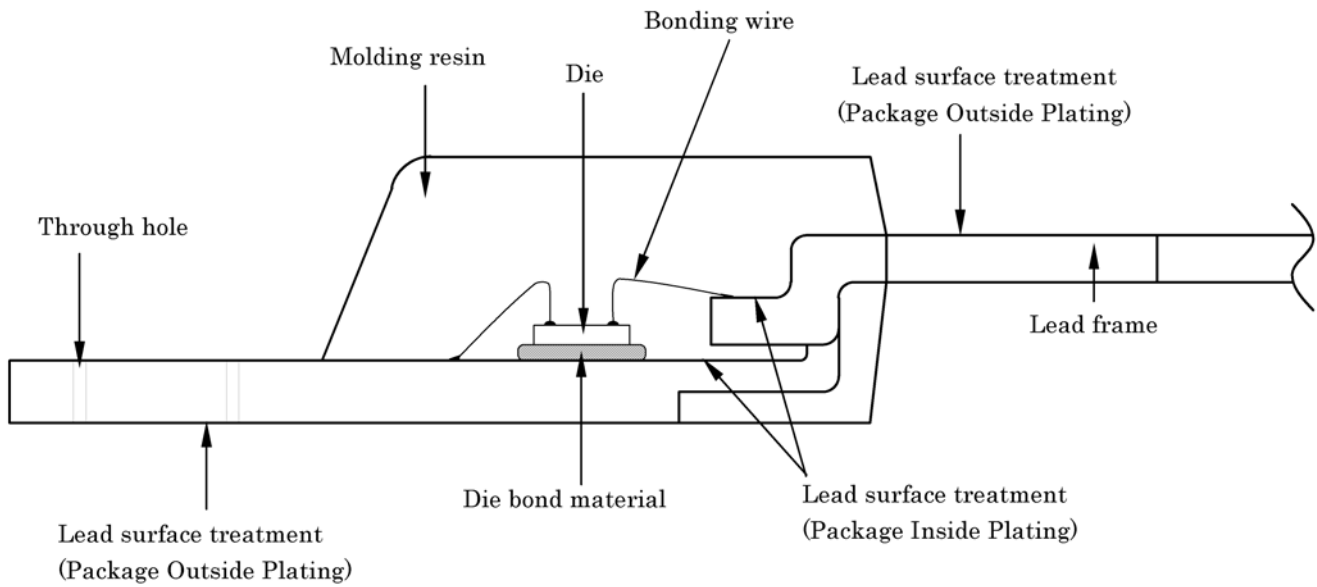 Bonding wire
Molding resin
Die
Lead surface treatment
(Package Outside Plating)
Through hole
Lead frame
Die bond material
Lead surface treatment
(Package Inside Plating)
Lead surface treatment
(Package Outside Plating)